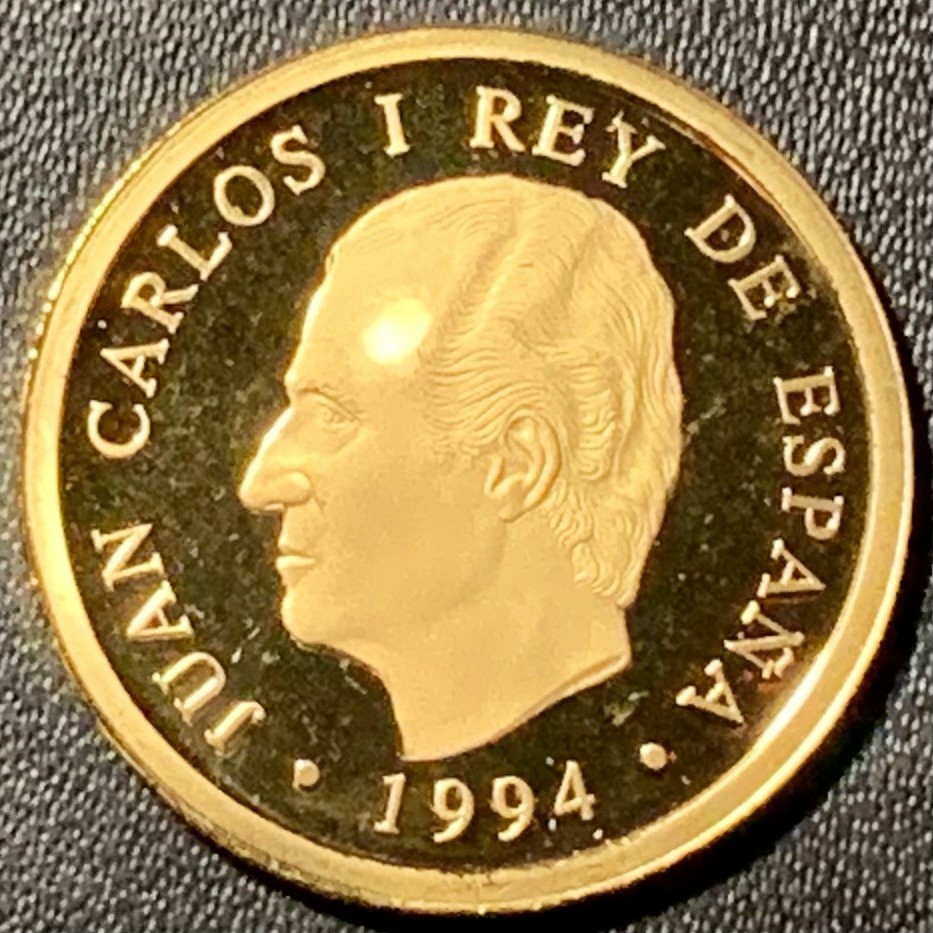 JUAN CARLOS I REY DE ESPAÑA
• 1994 •